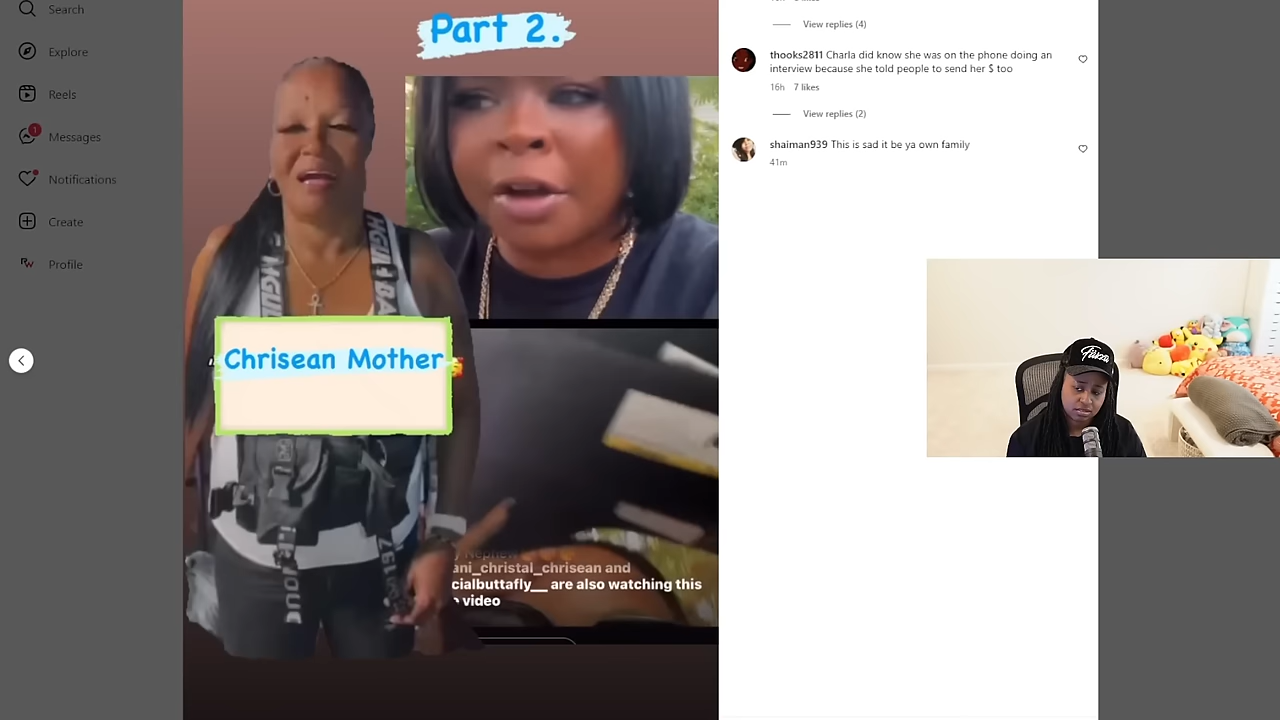 Search
Explore
Reels
1
Messages
Notifications
Create
Profile
Part 2.
Chrisean Mother
ani_christal_chrisean and
cialbuttafly__ are also watching this
video
View replies (4)
thooks2811 Charla did know she was on the phone doing an
interview because she told people to send her $ too
16h 7 likes
View replies (2)
shaiman939 This is sad it be ya own family
41m